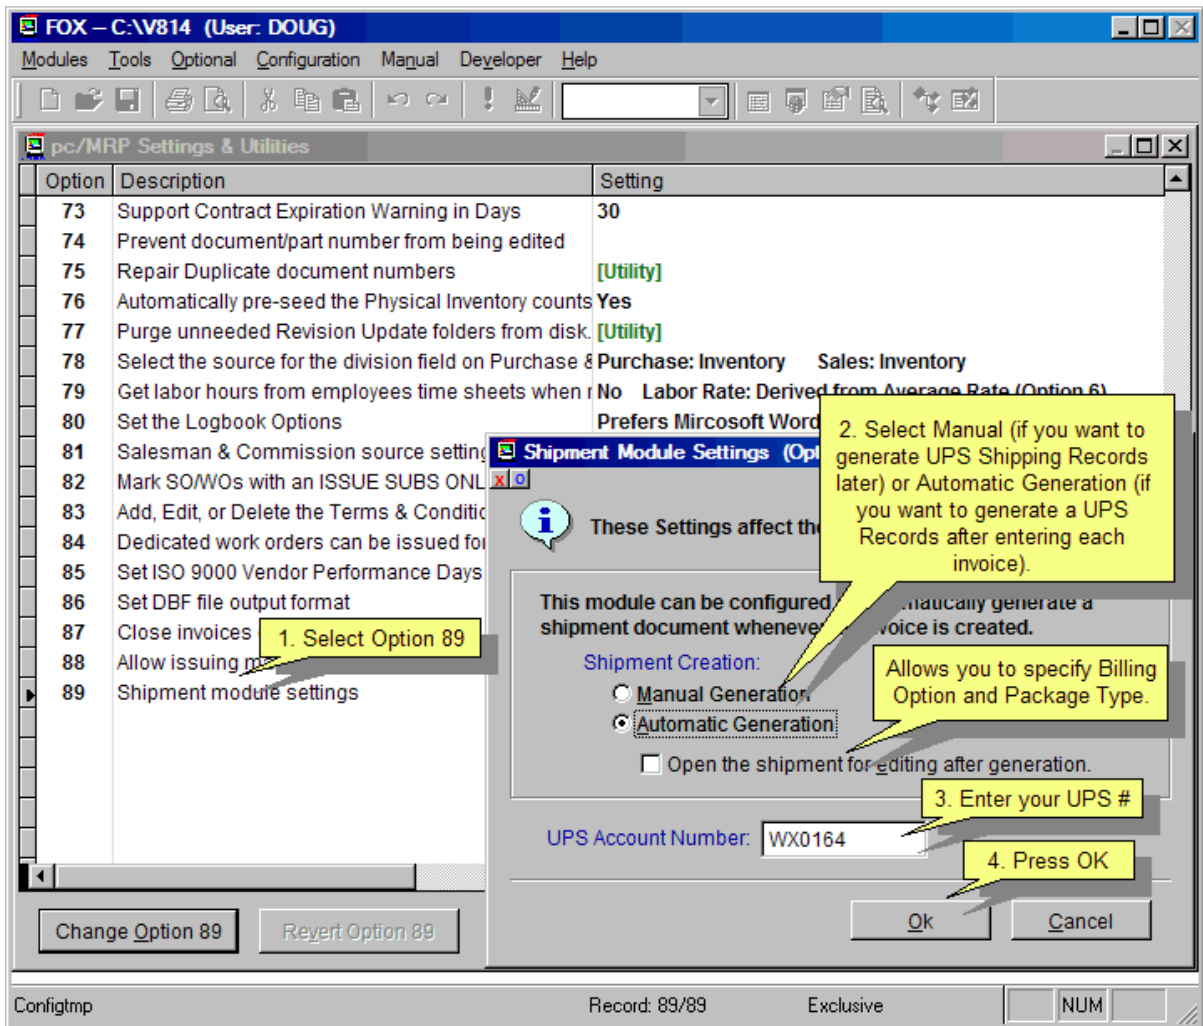 FOX – C:\V814 (User: DOUG)
Modules Tools Optional Configuration Manual Developer Help
pc/MRP Settings & Utilities
Option Description Setting
73 Support Contract Expiration Warning in Days 30
74 Prevent document/part number from being edited
75 Repair Duplicate document numbers [Utility]
76 Automatically pre-seed the Physical Inventory counts Yes
77 Purge unneeded Revision Update folders from disk. [Utility]
78 Select the source for the division field on Purchase & Purchase: Inventory Sales: Inventory
79 Get labor hours from employees time sheets when No Labor Rate: Derived from Average Rate (Option 6)
80 Set the Logbook Options Prefers Mircosoft Word
81 Salesman & Commission source setting
82 Mark SO/WOs with an ISSUE SUBS ONL
83 Add, Edit, or Delete the Terms & Conditio
84 Dedicated work orders can be issued for
85 Set ISO 9000 Vendor Performance Days
86 Set DBF file output format
87 Close invoices
88 Allow issuing
89 Shipment module settings
1. Select Option 89
Shipment Module Settings (Opt
X O
These Settings affect the
2. Select Manual (if you want to
generate UPS Shipping Records
later) or Automatic Generation (if
you want to generate a UPS
Records after entering each
invoice).
This module can be configured generate a
shipment document whenever is created.
Shipment Creation:
Manual Generation
Automatic Generation
Allows you to specify Billing
Option and Package Type.
Open the shipment for editing after generation.
3. Enter your UPS #
UPS Account Number: WX0164
4. Press OK
Ok Cancel
Change Option 89 Revert Option 89
Configtmp Record: 89/89 Exclusive NUM